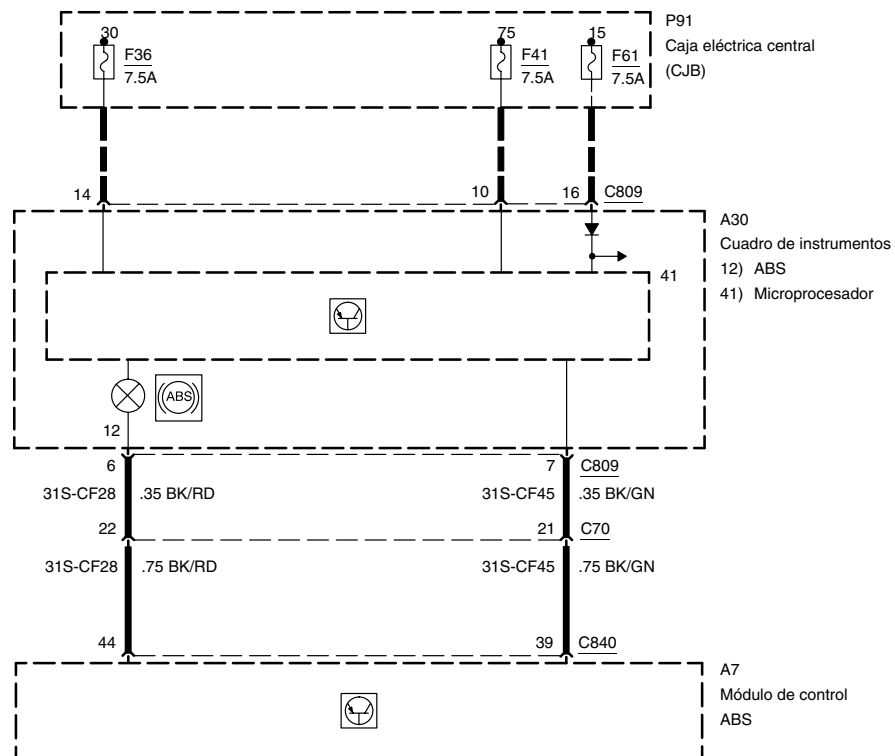 P91
Caja eléctrica central
(CJB)
30
F36
7.5A
75
F41
7.5A
15
F61
7.5A
14
10
16
C809
A30
Cuadro de instrumentos
12) ABS
41) Microprocesador
41
ABS
12
6
7
C809
31S-CF28
.35 BK/RD
31S-CF45
.35 BK/GN
22
21
C70
31S-CF28
.75 BK/RD
31S-CF45
.75 BK/GN
44
39
C840
A7
Módulo de control
ABS